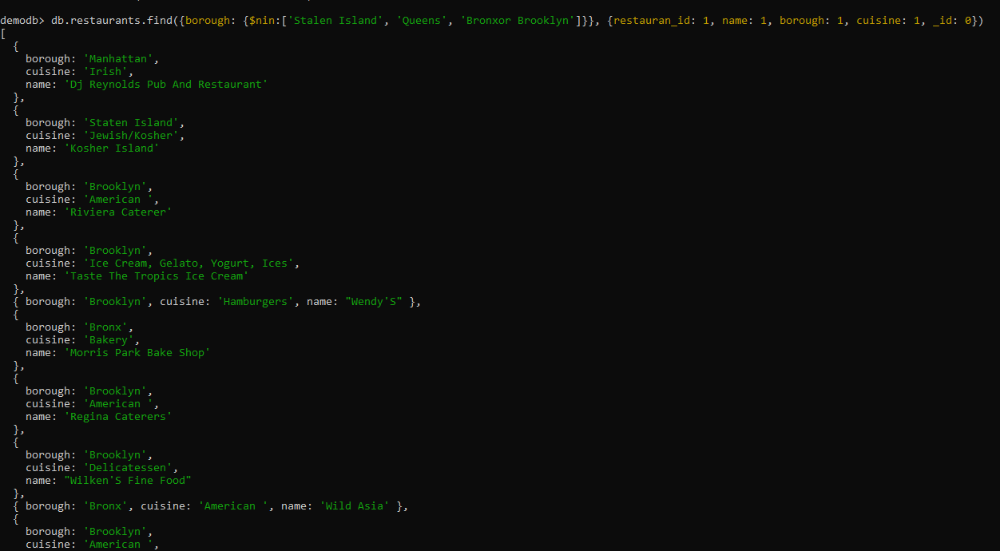 demodb> db.restaurants.find({borough: {$nin:['Stalen Island', 'Queens', 'Bronxor Brooklyn']}}, {restauran_id: 1, name: 1, borough: 1, cuisine: 1, _id: 0})
[
  {
    borough: 'Manhattan',
    cuisine: 'Irish',
    name: 'Dj Reynolds Pub And Restaurant'
  },
  {
    borough: 'Staten Island',
    cuisine: 'Jewish/Kosher',
    name: 'Kosher Island'
  },
  {
    borough: 'Brooklyn',
    cuisine: 'American ',
    name: 'Riviera Caterer'
  },
  {
    borough: 'Brooklyn',
    cuisine: 'Ice Cream, Gelato, Yogurt, Ices',
    name: 'Taste The Tropics Ice Cream'
  },
  { borough: 'Brooklyn', cuisine: 'Hamburgers', name: "Wendy'S" },
  {
    borough: 'Bronx',
    cuisine: 'Bakery',
    name: 'Morris Park Bake Shop'
  },
  {
    borough: 'Brooklyn',
    cuisine: 'American ',
    name: 'Regina Caterers'
  },
  {
    borough: 'Brooklyn',
    cuisine: 'Delicatessen',
    name: "Wilken'S Fine Food"
  },
  { borough: 'Bronx', cuisine: 'American ', name: 'Wild Asia' },
  {
    borough: 'Brooklyn',
    cuisine: 'American ',